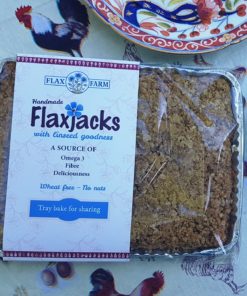 FLAX FARM
Handmade
Flaxjacks
with linseed goodness
A SOURCE OF
Omega 3
Fibre
Deliciousness
Wheat free - No nuts
Tray bake for sharing